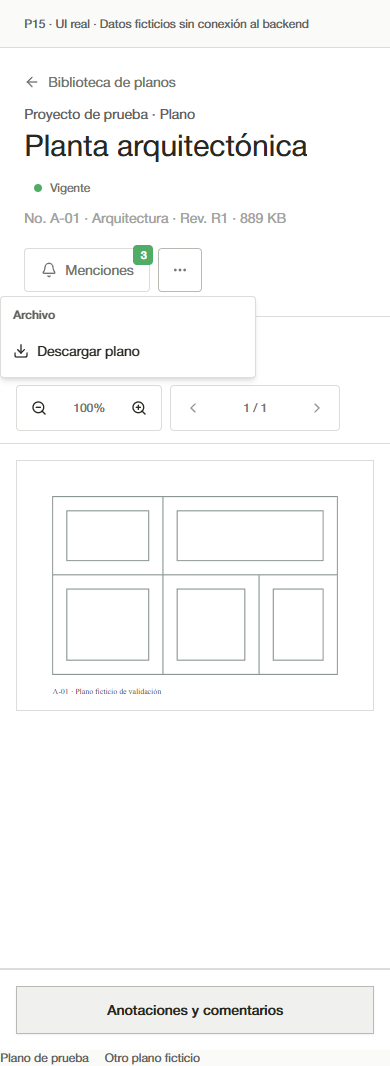 P15 · UI real · Datos ficticios sin conexión al backend
Biblioteca de planos
Proyecto de prueba · Plano
Planta arquitectónica
Vigente
No. A-01 · Arquitectura · Rev. R1 · 889 KB
Menciones 3
Archivo
Descargar plano
100% 1 / 1
A-01 · Plano ficticio de validación
Anotaciones y comentarios
Plano de prueba Otro plano ficticio